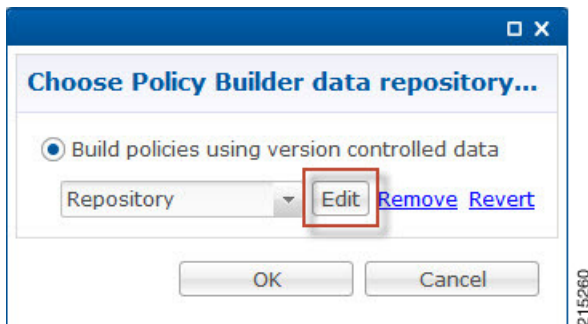 Choose Policy Builder data repository...
Build policies using version controlled data
Repository Edit Remove Revert
OK Cancel
215260